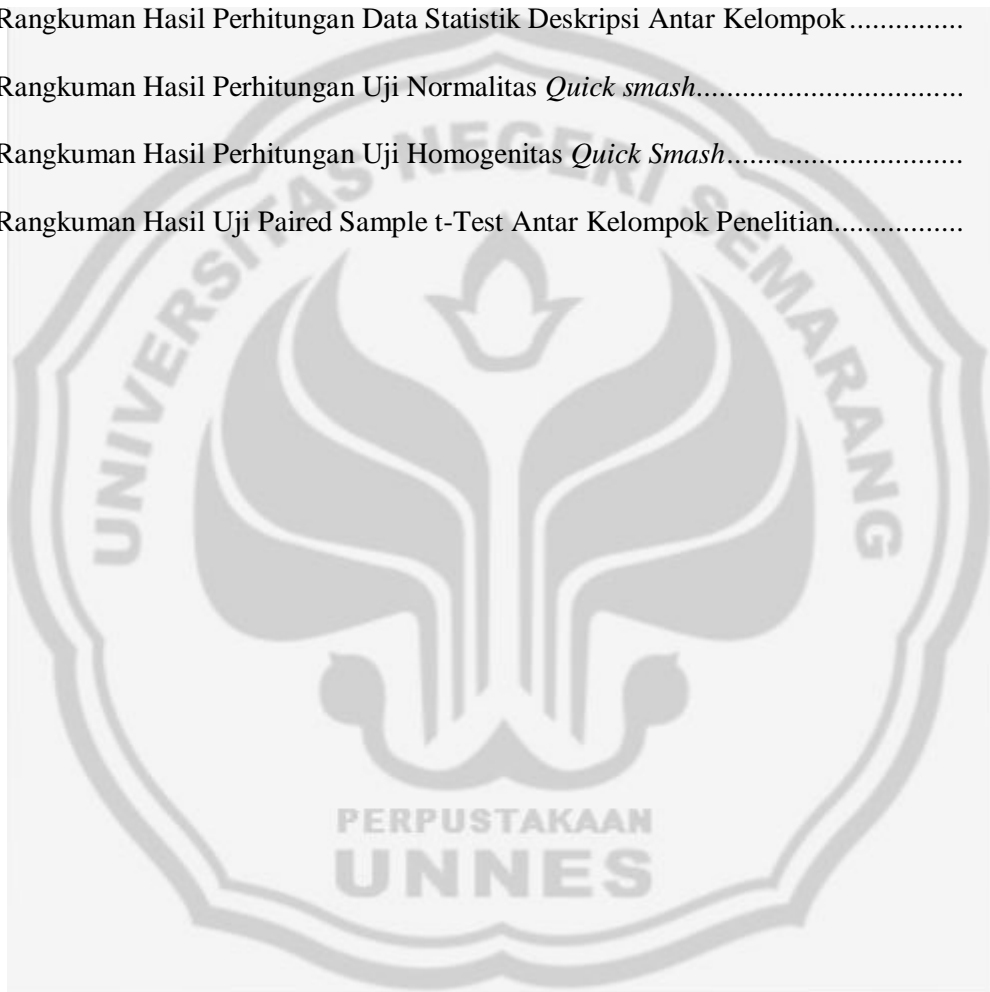 Rangkuman Hasil Perhitungan Data Statistik Deskripsi Antar Kelompok..............
Rangkuman Hasil Perhitungan Uji Normalitas Quick smash.................................
Rangkuman Hasil Perhitungan Uji Homogenitas Quick Smash.............................
Rangkuman Hasil Uji Paired Sample t-Test Antar Kelompok Penelitian................
UNIVERSITAS NEGERI SEMARANG
PERPUSTAKAAN
UNNES